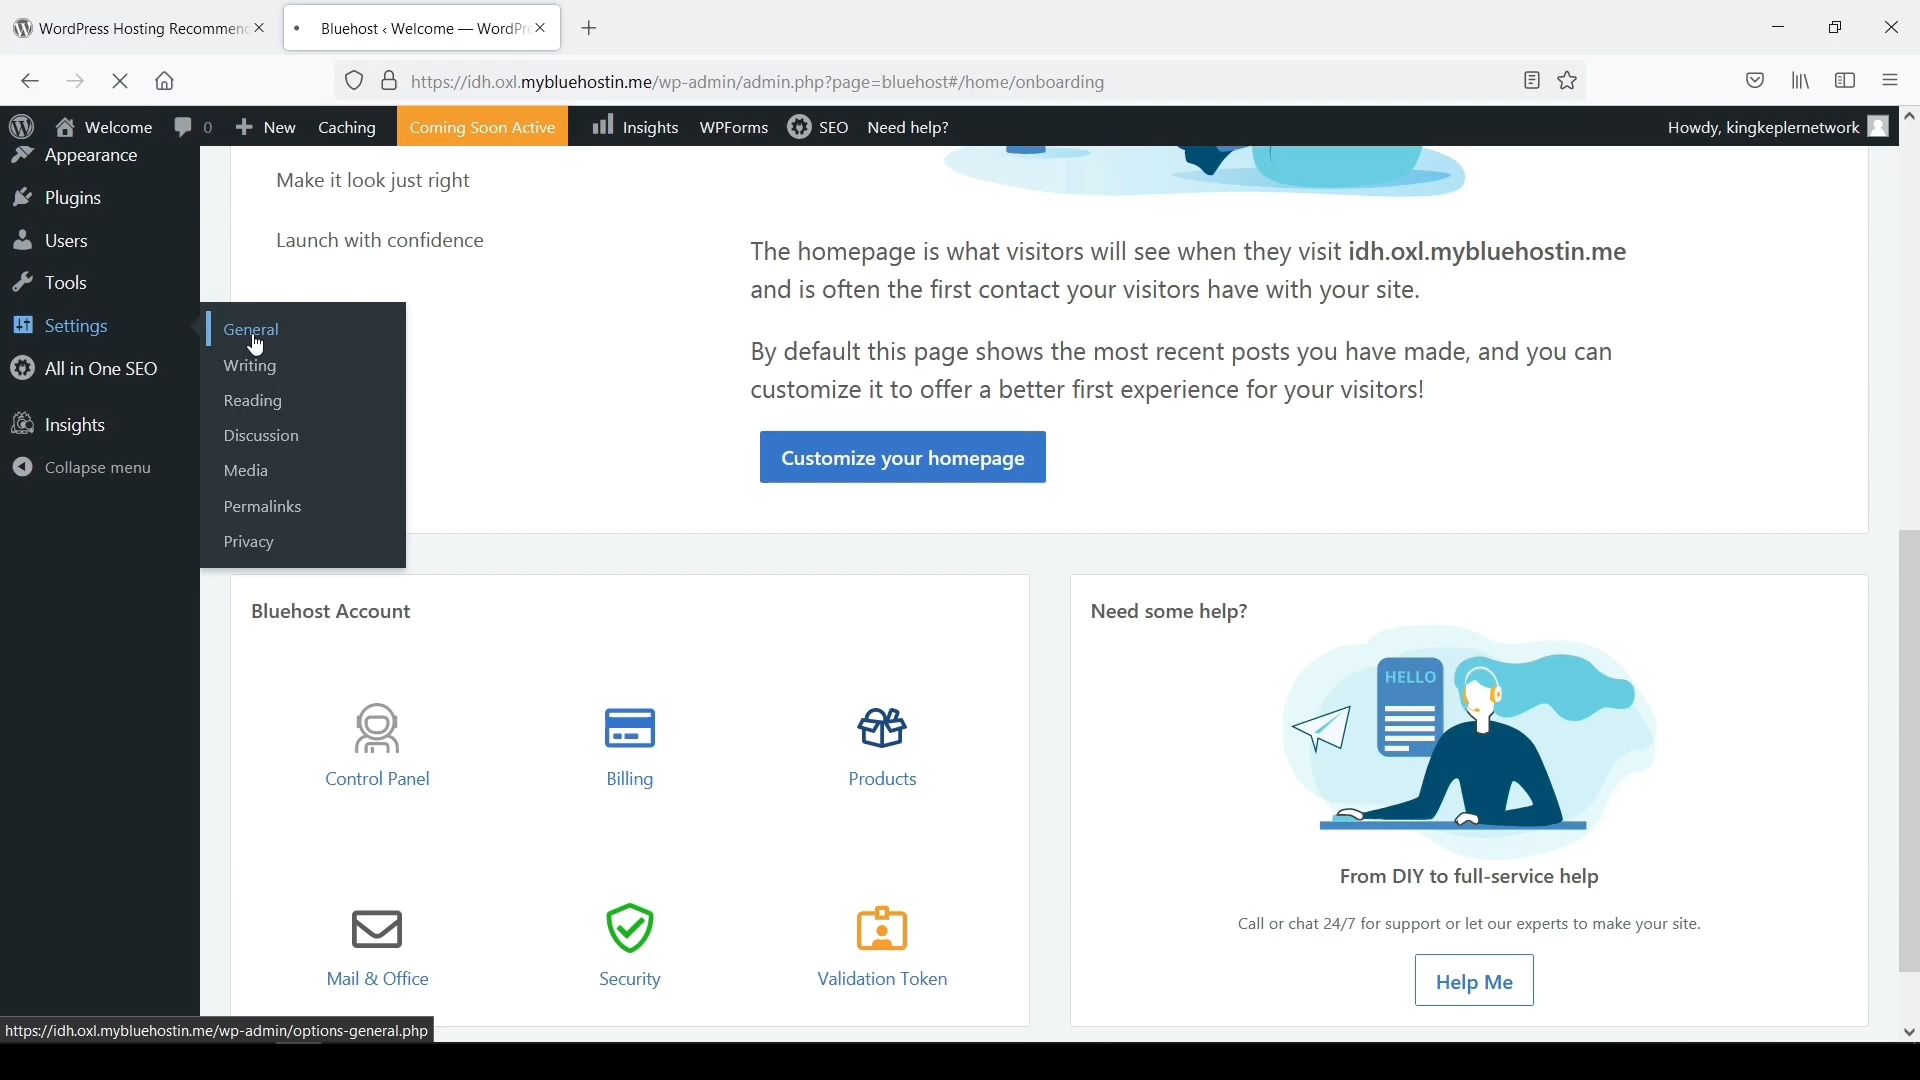 WordPress Hosting Recommen
Bluehost ‹ Welcome — WordPr
https://idh.oxl.mybluehostin.me/wp-admin/admin.php?page=bluehost#/home/onboarding
Welcome
0
New
Caching
Coming Soon Active
Insights
WPForms
SEO
Need help?
Howdy, kingkeplernetwork
Appearance
Plugins
Users
Tools
Settings
All in One SEO
Insights
Collapse menu
General
Writing
Reading
Discussion
Media
Permalinks
Privacy
Make it look just right
Launch with confidence
The homepage is what visitors will see when they visit idh.oxl.mybluehostin.me
and is often the first contact your visitors have with your site.
By default this page shows the most recent posts you have made, and you can
customize it to offer a better first experience for your visitors!
Customize your homepage
Bluehost Account
Control Panel
Billing
Products
Mail & Office
Security
Validation Token
Need some help?
HELLO
From DIY to full-service help
Call or chat 24/7 for support or let our experts to make your site.
Help Me
https://idh.oxl.mybluehostin.me/wp-admin/options-general.php